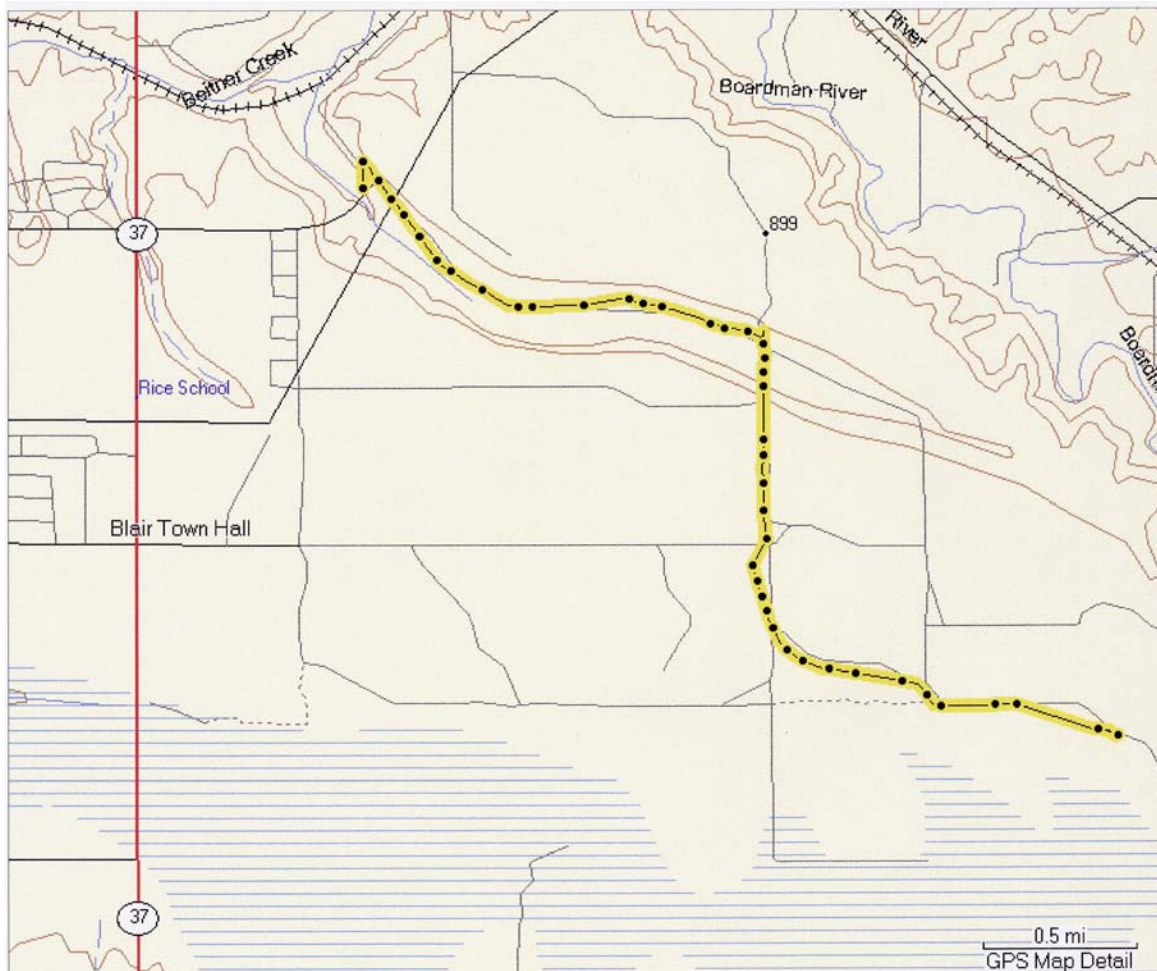 River
Beitner Creek
Boardman River
37
899
Rice School
Blair Town Hall
37
0.5 mi
GPS Map Detail